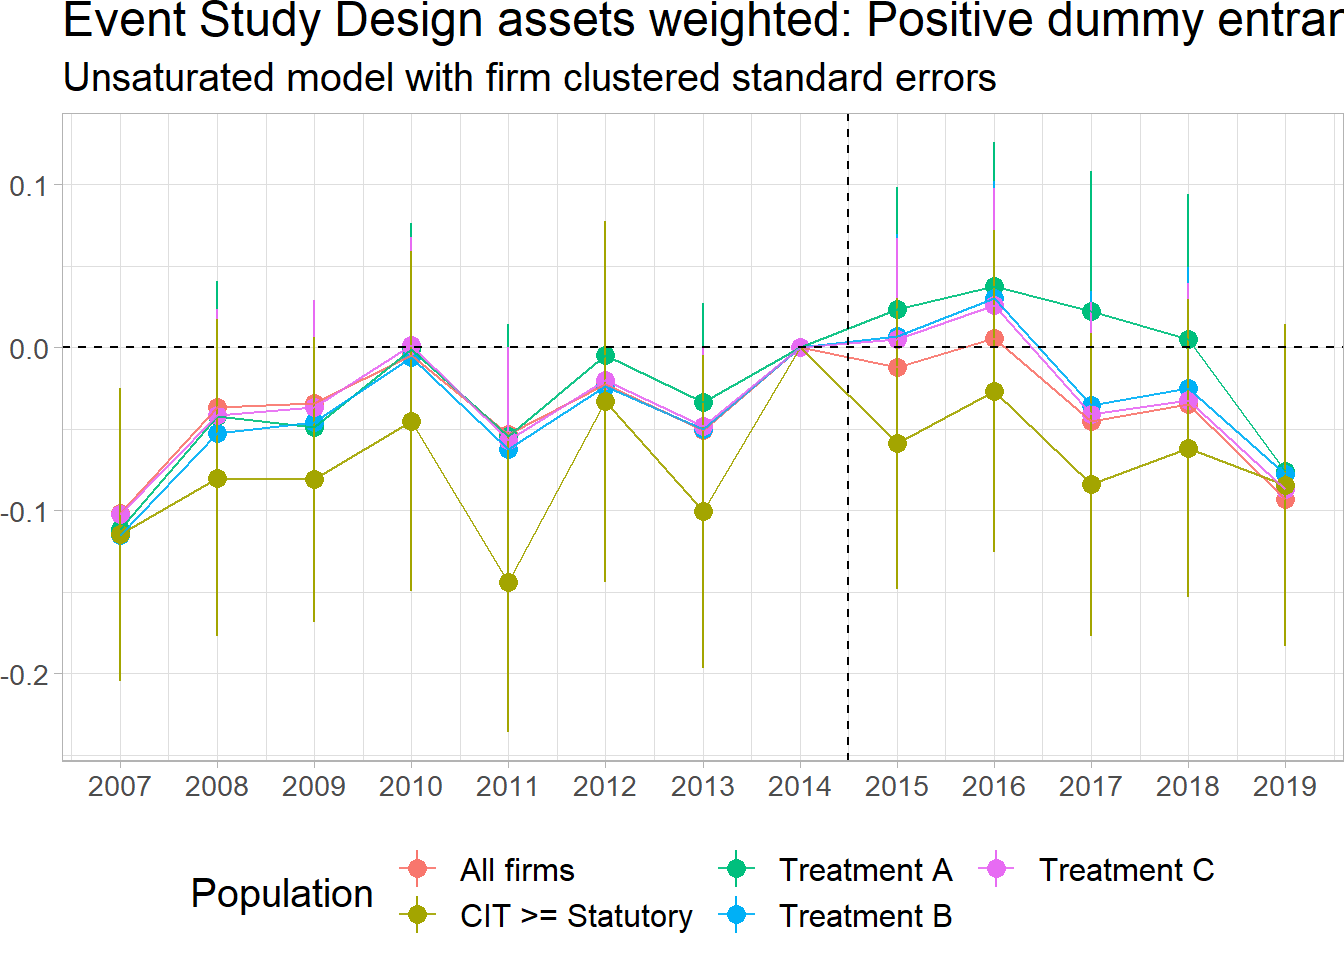 Event Study Design assets weighted: Positive dummy
Unsaturated model with firm clustered standard errors
0.1
0.0
-0.1
-0.2
2007 2008 2009 2010 2011 2012 2013 2014 2015 2016 2017 2018 2019
Population
All firms Treatment A Treatment C
CIT >= Statutory Treatment B